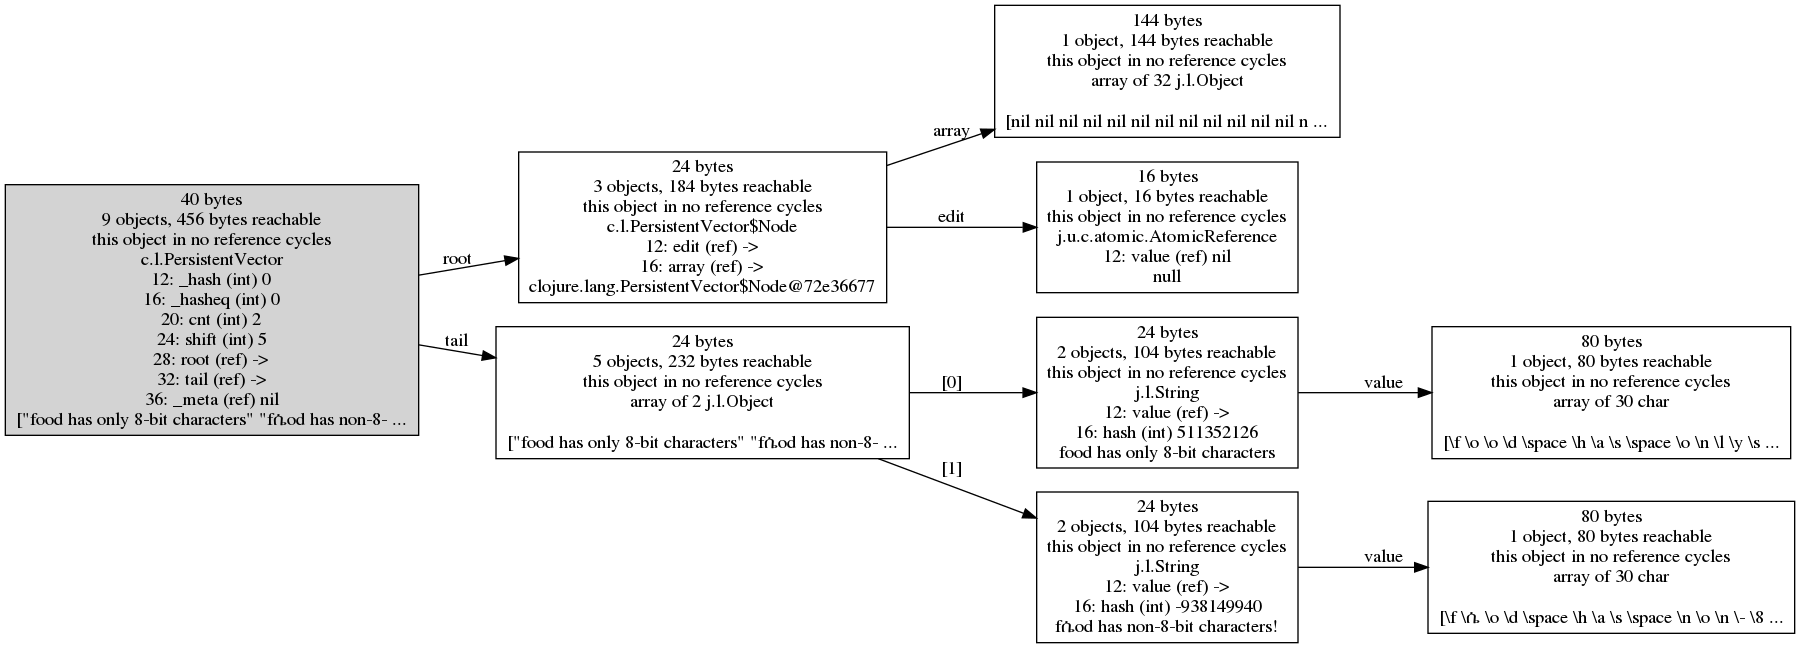 40 bytes
9 objects, 456 bytes reachable
this object in no reference cycles
c.l.PersistentVector
12: _hash (int) 0
16: _hasheq (int) 0
20: cnt (int) 2
24: shift (int) 5
28: root (ref) ->
32: tail (ref) ->
36: _meta (ref) nil
["food has only 8-bit characters" "fሴod has non-8- ...
root
tail
24 bytes
3 objects, 184 bytes reachable
this object in no reference cycles
c.l.PersistentVector$Node
12: edit (ref) ->
16: array (ref) ->
clojure.lang.PersistentVector$Node@72e36677
24 bytes
5 objects, 232 bytes reachable
this object in no reference cycles
array of 2 j.l.Object
["food has only 8-bit characters" "fሴod has non-8- ...
array
edit
[0]
[1]
144 bytes
1 object, 144 bytes reachable
this object in no reference cycles
array of 32 j.l.Object
[nil nil nil nil nil nil nil nil nil nil nil nil n ...
16 bytes
1 object, 16 bytes reachable
this object in no reference cycles
j.u.c.atomic.AtomicReference
12: value (ref) nil
null
24 bytes
2 objects, 104 bytes reachable
this object in no reference cycles
j.l.String
12: value (ref) ->
16: hash (int) 511352126
food has only 8-bit characters
24 bytes
2 objects, 104 bytes reachable
this object in no reference cycles
j.l.String
12: value (ref) ->
16: hash (int) -938149940
fሴod has non-8-bit characters!
value
value
80 bytes
1 object, 80 bytes reachable
this object in no reference cycles
array of 30 char
[\f \o \o \d \space \h \a \s \space \o \n \l \y \s ...
80 bytes
1 object, 80 bytes reachable
this object in no reference cycles
array of 30 char
[\f \ሴ \o \d \space \h \a \s \space \n \o \n \- \8 ...